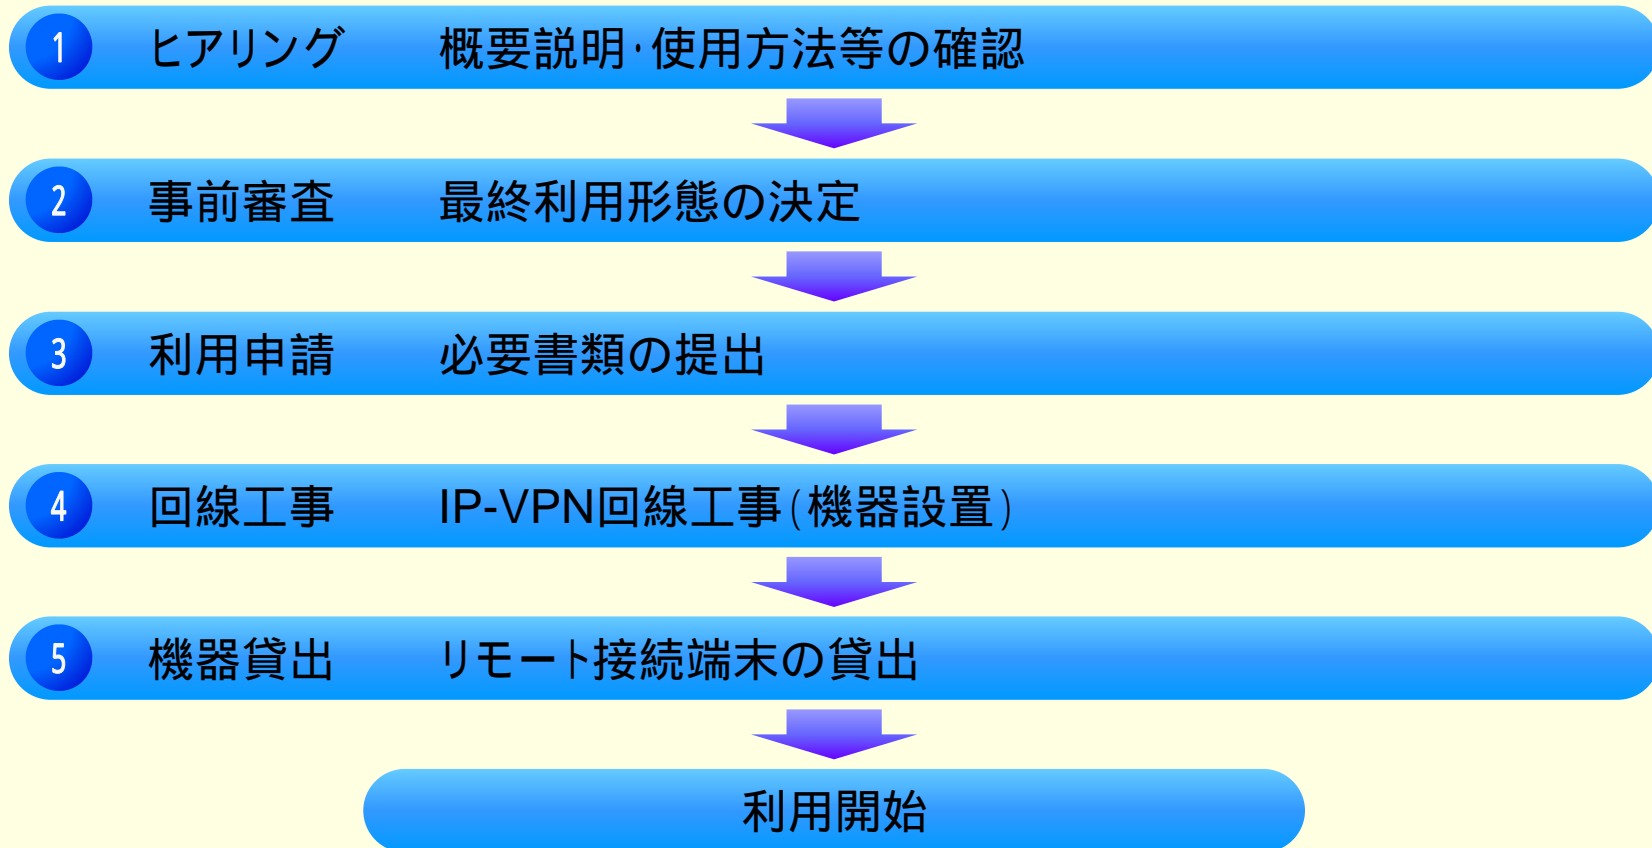 1 ヒアリング 概要説明・使用方法等の確認
2 事前審査 最終利用形態の決定
3 利用申請 必要書類の提出
4 回線工事 IP-VPN回線工事(機器設置)
5 機器貸出 リモート接続端末の貸出
利用開始